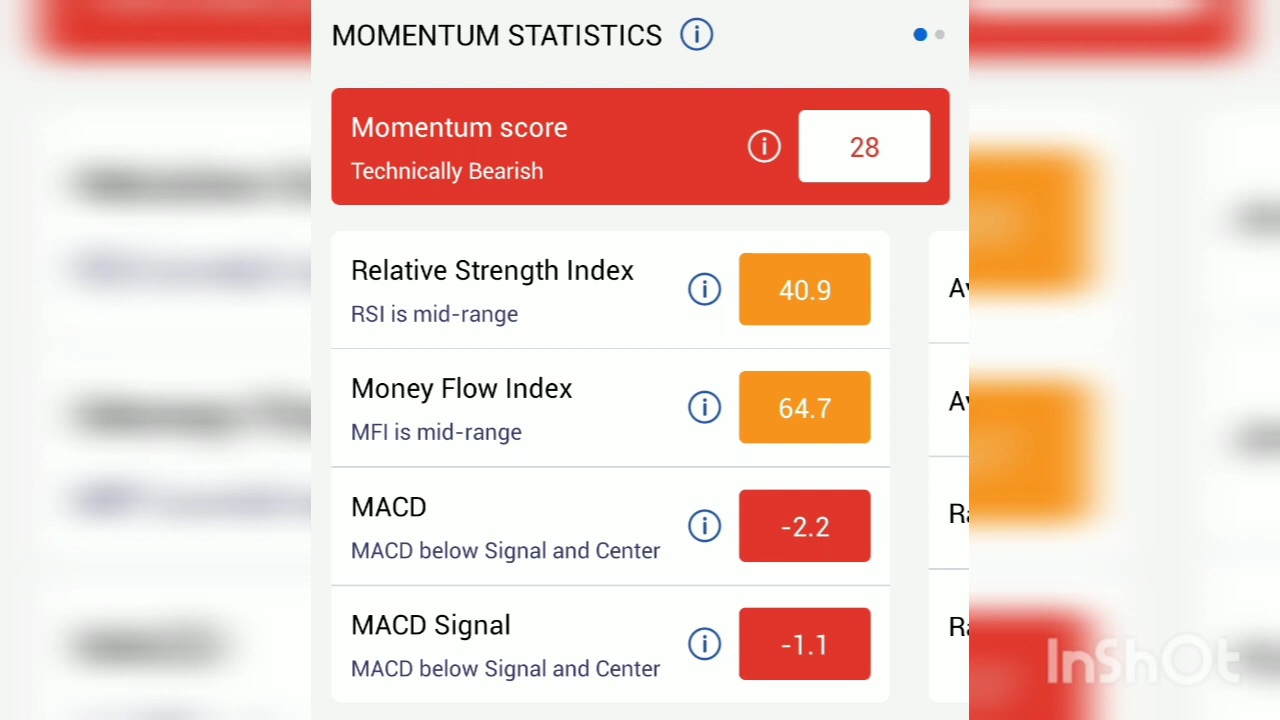 MOMENTUM STATISTICS
Momentum score
Technically Bearish
28
Relative Strength Index
RSI is mid-range
40.9
Money Flow Index
MFI is mid-range
64.7
MACD
MACD below Signal and Center
-2.2
MACD Signal
MACD below Signal and Center
-1.1
InShOt